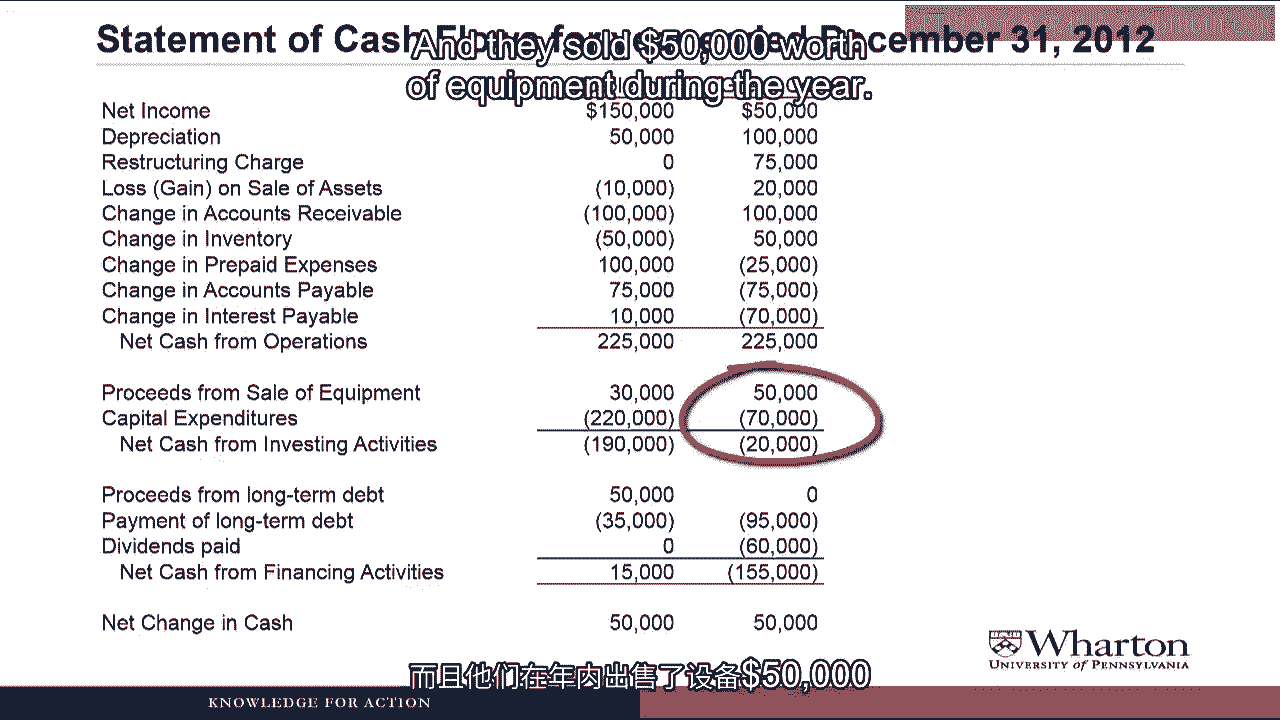 Statement of Cash Flows for year ended December 31, 2012
And they sold $50,000 worth
of equipment during the year.
Net Income $150,000 $50,000
Depreciation 50,000 100,000
Restructuring Charge 0 75,000
Loss (Gain) on Sale of Assets (10,000) 20,000
Change in Accounts Receivable (100,000) 100,000
Change in Inventory (50,000) 50,000
Change in Prepaid Expenses 100,000 (25,000)
Change in Accounts Payable 75,000 (75,000)
Change in Interest Payable 10,000 (70,000)
Net Cash from Operations 225,000 225,000
Proceeds from Sale of Equipment 30,000 50,000
Capital Expenditures (220,000) (70,000)
Net Cash from Investing Activities (190,000) (20,000)
Proceeds from long-term debt 50,000 0
Payment of long-term debt (35,000) (95,000)
Dividends paid 0 (60,000)
Net Cash from Financing Activities 15,000 (155,000)
Net Change in Cash 50,000 50,000
Wharton
UNIVERSITY of PENNSYLVANIA
而且他们在年内出售了设备$50,000
KNOWLEDGE FOR ACTION